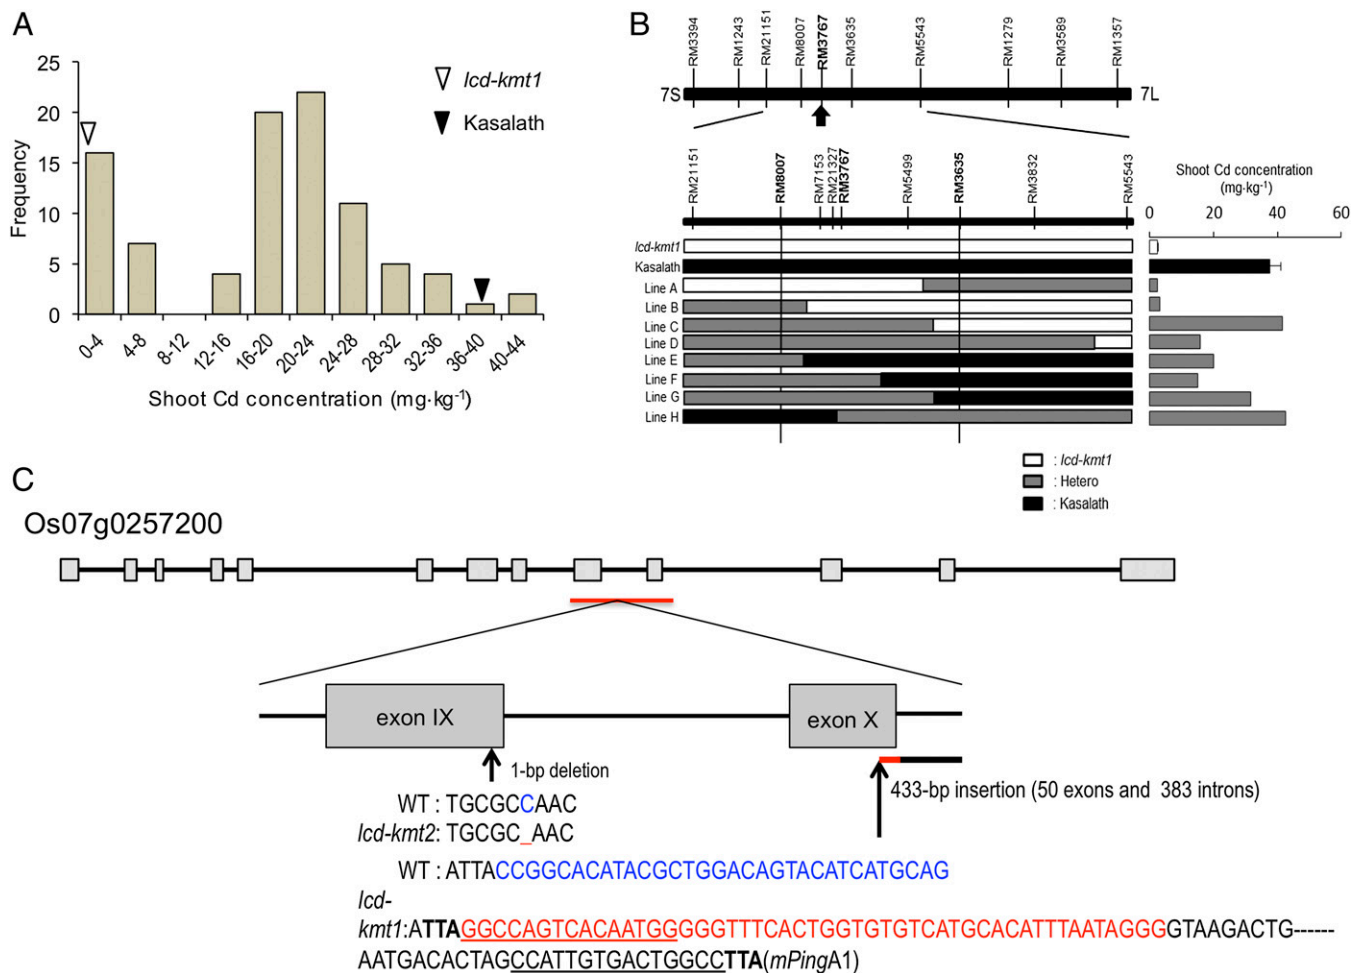 A
25
20
15
10
5
0
Frequency
lcd-kmt1
Kasalath
0-4
4-8
8-12
12-16
16-20
20-24
24-28
28-32
32-36
36-40
40-44
Shoot Cd concentration (mg·kg⁻¹)
B
RM3394
RM1243
RM21151
RM8007
RM3767
RM3635
RM5543
RM1279
RM3589
RM1357
7S
7L
RM21151
RM8007
RM7153
RM21327
RM3767
RM5499
RM3635
RM3832
RM5543
Shoot Cd concentration
(mg·kg⁻¹)
0 20 40 60
lcd-kmt1
Kasalath
Line A
Line B
Line C
Line D
Line E
Line F
Line G
Line H
: lcd-kmt1
: Hetero
: Kasalath
C
Os07g0257200
exon IX
exon X
1-bp deletion
433-bp insertion (50 exons and 383 introns)
WT : TGCGCCAAC
lcd-kmt2: TGCGC_AAC
WT : ATTACCGGCACATACGCTGGACAGTACATCATGCAG
lcd-
kmt1:ATTAGGCCAGTCACAATGGGGGTTTCACTGGTGTGTCATGCACATTTAATAGGGGTAAGACTG------
AATGACACTAGCCATTGTGACTGGCCTTA(mPingA1)